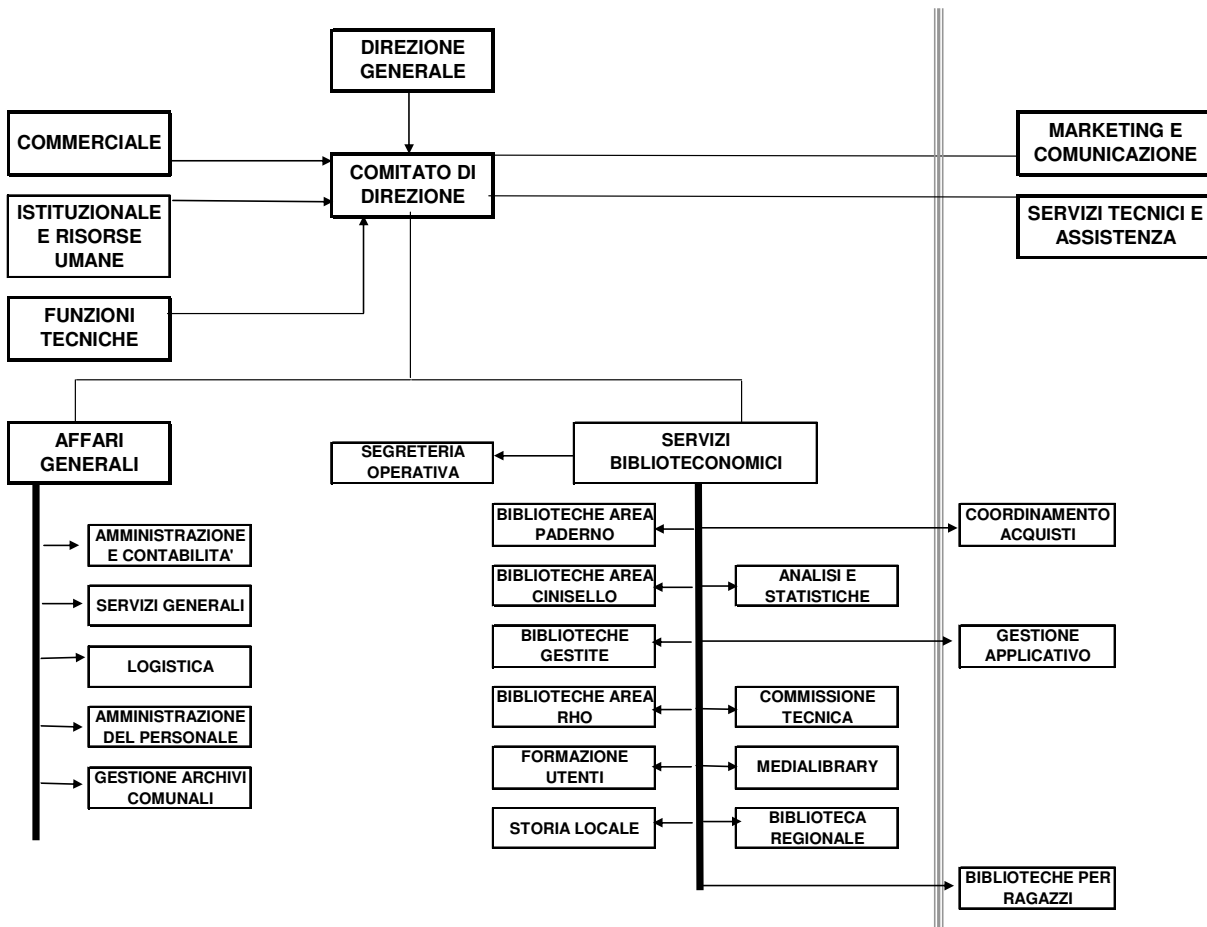 DIREZIONE
GENERALE
COMMERCIALE
MARKETING E
COMUNICAZIONE
COMITATO DI
DIREZIONE
ISTITUZIONALE
E RISORSE
UMANE
SERVIZI TECNICI E
ASSISTENZA
FUNZIONI
TECNICHE
AFFARI
GENERALI
SEGRETERIA
OPERATIVA
SERVIZI
BIBLIOTECONOMICI
AMMINISTRAZIONE
E CONTABILITA'
SERVIZI GENERALI
LOGISTICA
AMMINISTRAZIONE
DEL PERSONALE
GESTIONE ARCHIVI
COMUNALI
BIBLIOTECHE AREA
PADERNO
COORDINAMENTO
ACQUISTI
BIBLIOTECHE AREA
CINISELLO
ANALISI E
STATISTICHE
BIBLIOTECHE
GESTITE
GESTIONE
APPLICATIVO
BIBLIOTECHE AREA
RHO
COMMISSIONE
TECNICA
FORMAZIONE
UTENTI
MEDIALIBRARY
STORIA LOCALE
BIBLIOTECA
REGIONALE
BIBLIOTECHE PER
RAGAZZI